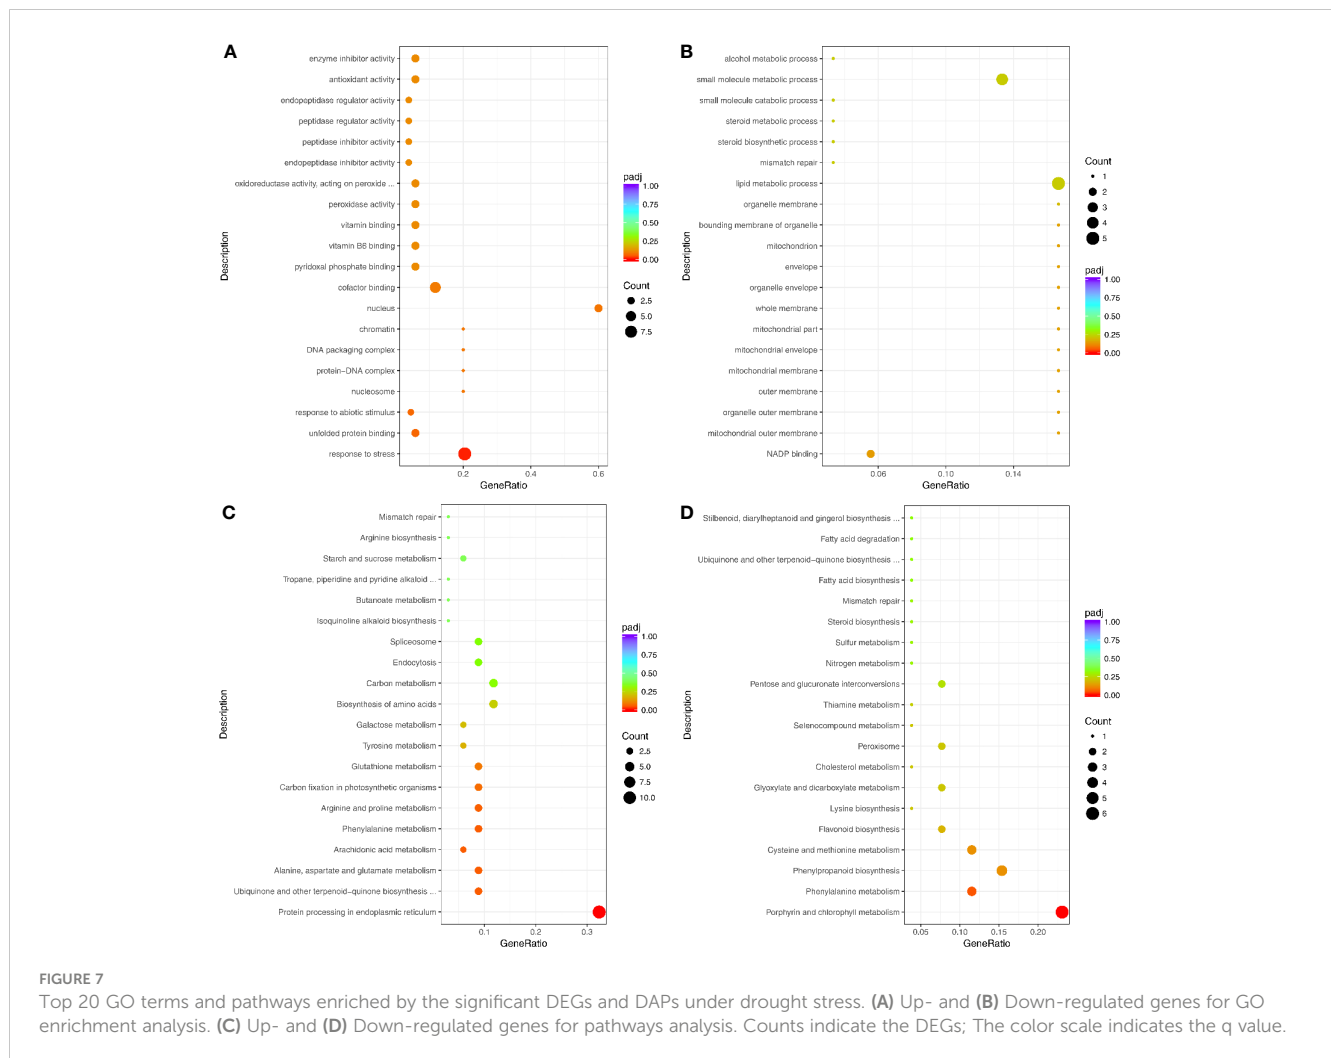 A
enzyme inhibitor activity
antioxidant activity
endopeptidase regulator activity
peptidase regulator activity
peptidase inhibitor activity
endopeptidase inhibitor activity
oxidoreductase activity, acting on peroxide ...
peroxidase activity
vitamin binding
vitamin B6 binding
pyridoxal phosphate binding
cofactor binding
nucleus
chromatin
DNA packaging complex
protein−DNA complex
nucleosome
response to abiotic stimulus
unfolded protein binding
response to stress
Description
0.2 0.4 0.6
GeneRatio
padj
1.00
0.75
0.50
0.25
0.00
Count
2.5
5.0
7.5
B
alcohol metabolic process
small molecule metabolic process
small molecule catabolic process
steroid metabolic process
steroid biosynthetic process
mismatch repair
lipid metabolic process
organelle membrane
bounding membrane of organelle
mitochondrion
envelope
organelle envelope
whole membrane
mitochondrial part
mitochondrial envelope
mitochondrial membrane
outer membrane
organelle outer membrane
mitochondrial outer membrane
NADP binding
Description
0.06 0.10 0.14
GeneRatio
Count
1
2
3
4
5
padj
1.00
0.75
0.50
0.25
0.00
C
Mismatch repair
Arginine biosynthesis
Starch and sucrose metabolism
Tropane, piperidine and pyridine alkaloid ...
Butanoate metabolism
Isoquinoline alkaloid biosynthesis
Spliceosome
Endocytosis
Carbon metabolism
Biosynthesis of amino acids
Galactose metabolism
Tyrosine metabolism
Glutathione metabolism
Carbon fixation in photosynthetic organisms
Arginine and proline metabolism
Phenylalanine metabolism
Arachidonic acid metabolism
Alanine, aspartate and glutamate metabolism
Ubiquinone and other terpenoid−quinone biosynthesis ...
Protein processing in endoplasmic reticulum
Description
0.1 0.2 0.3
GeneRatio
padj
1.00
0.75
0.50
0.25
0.00
Count
2.5
5.0
7.5
10.0
D
Stilbenoid, diarylheptanoid and gingerol biosynthesis ...
Fatty acid degradation
Ubiquinone and other terpenoid−quinone biosynthesis ...
Fatty acid biosynthesis
Mismatch repair
Steroid biosynthesis
Sulfur metabolism
Nitrogen metabolism
Pentose and glucuronate interconversions
Thiamine metabolism
Selenocompound metabolism
Peroxisome
Cholesterol metabolism
Glyoxylate and dicarboxylate metabolism
Lysine biosynthesis
Flavonoid biosynthesis
Cysteine and methionine metabolism
Phenylpropanoid biosynthesis
Phenylalanine metabolism
Porphyrin and chlorophyll metabolism
Description
0.05 0.10 0.15 0.20
GeneRatio
padj
1.00
0.75
0.50
0.25
0.00
Count
1
2
3
4
5
6
FIGURE 7
Top 20 GO terms and pathways enriched by the significant DEGs and DAPs under drought stress. (A) Up- and (B) Down-regulated genes for GO
enrichment analysis. (C) Up- and (D) Down-regulated genes for pathways analysis. Counts indicate the DEGs; The color scale indicates the q value.